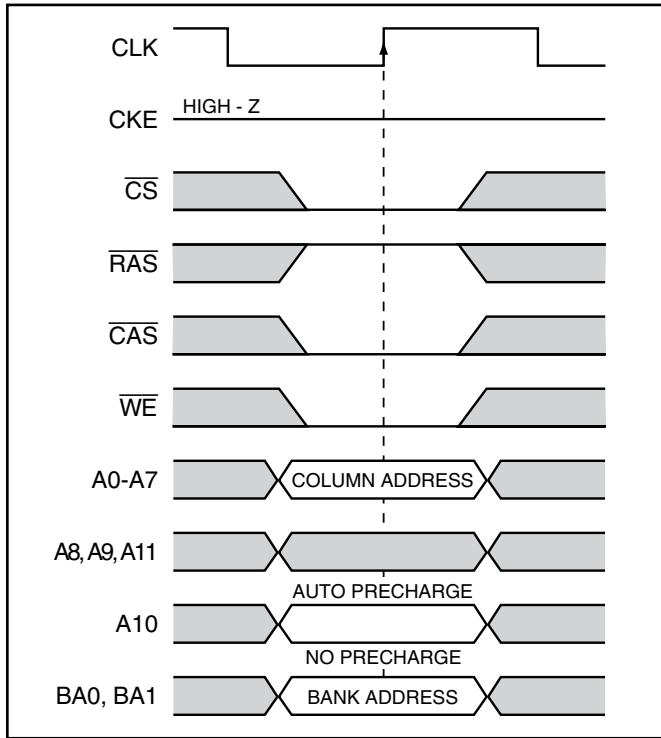 CLK
CKE HIGH - Z
CS
RAS
CAS
WE
A0-A7 COLUMN ADDRESS
A8, A9, A11
AUTO PRECHARGE
A10
NO PRECHARGE
BA0, BA1 BANK ADDRESS